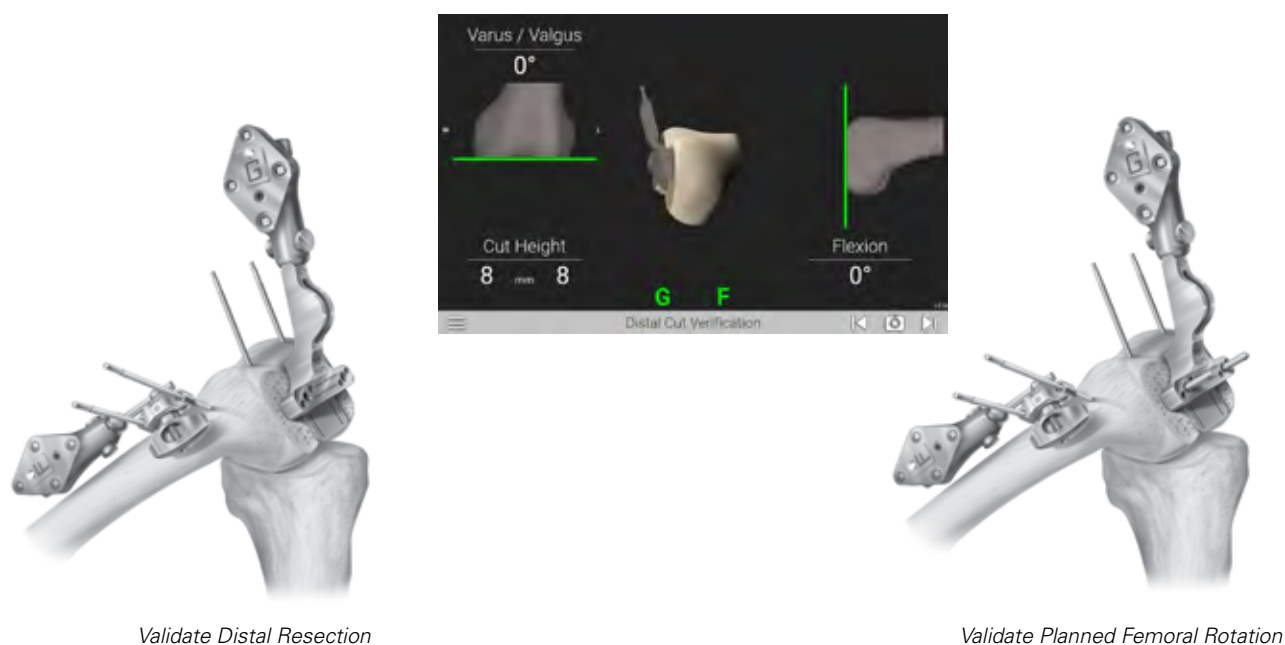 Varus / Valgus
0°
Cut Height
8 mm 8
Flexion
0°
G F
Distal Cut Verification
G
F
G
F
Validate Distal Resection
Validate Planned Femoral Rotation